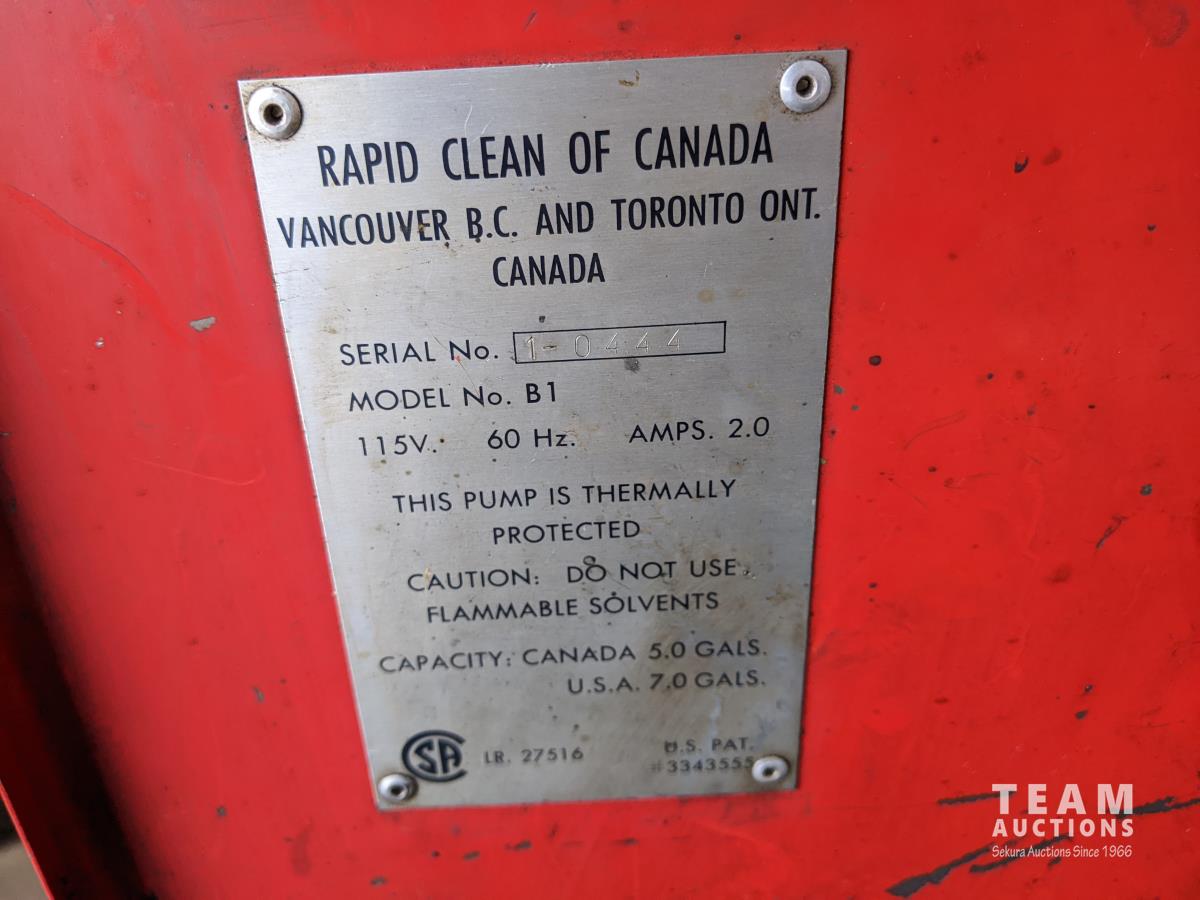 RAPID CLEAN OF CANADA
VANCOUVER B.C. AND TORONTO ONT.
CANADA
SERIAL No. 1-0444
MODEL No. B1
115V. 60 Hz. AMPS. 2.0
THIS PUMP IS THERMALLY
PROTECTED
CAUTION: DO NOT USE
FLAMMABLE SOLVENTS
CAPACITY: CANADA 5.0 GALS.
U.S.A. 7.0 GALS.
CSA LR. 27516
U.S. PAT.
#3343555
TEAM
AUCTIONS
Sekura Auctions Since 1966